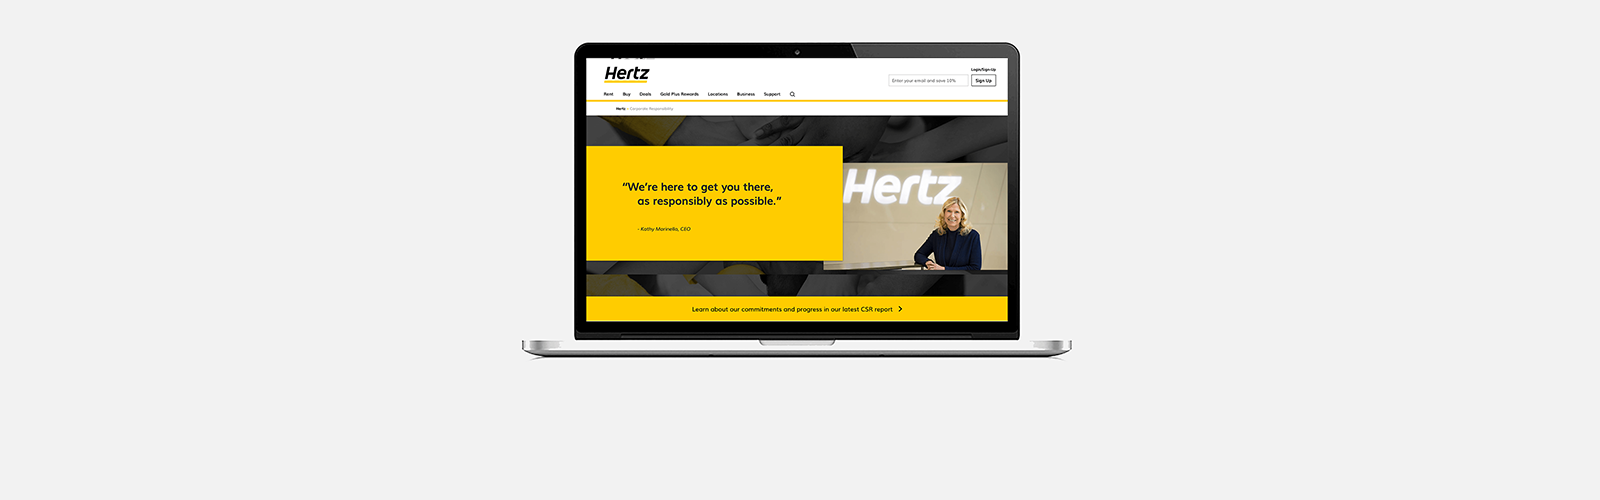 Hertz
Login/Sign Up
Enter your email and save 10%
Sign Up
Rent Buy Deals Gold Plus Rewards Locations Business Support
Hertz > Corporate Responsibility
“We’re here to get you there,
as responsibly as possible.”
- Kathy Marinello, CEO
Hertz
Learn about our commitments and progress in our latest CSR report >